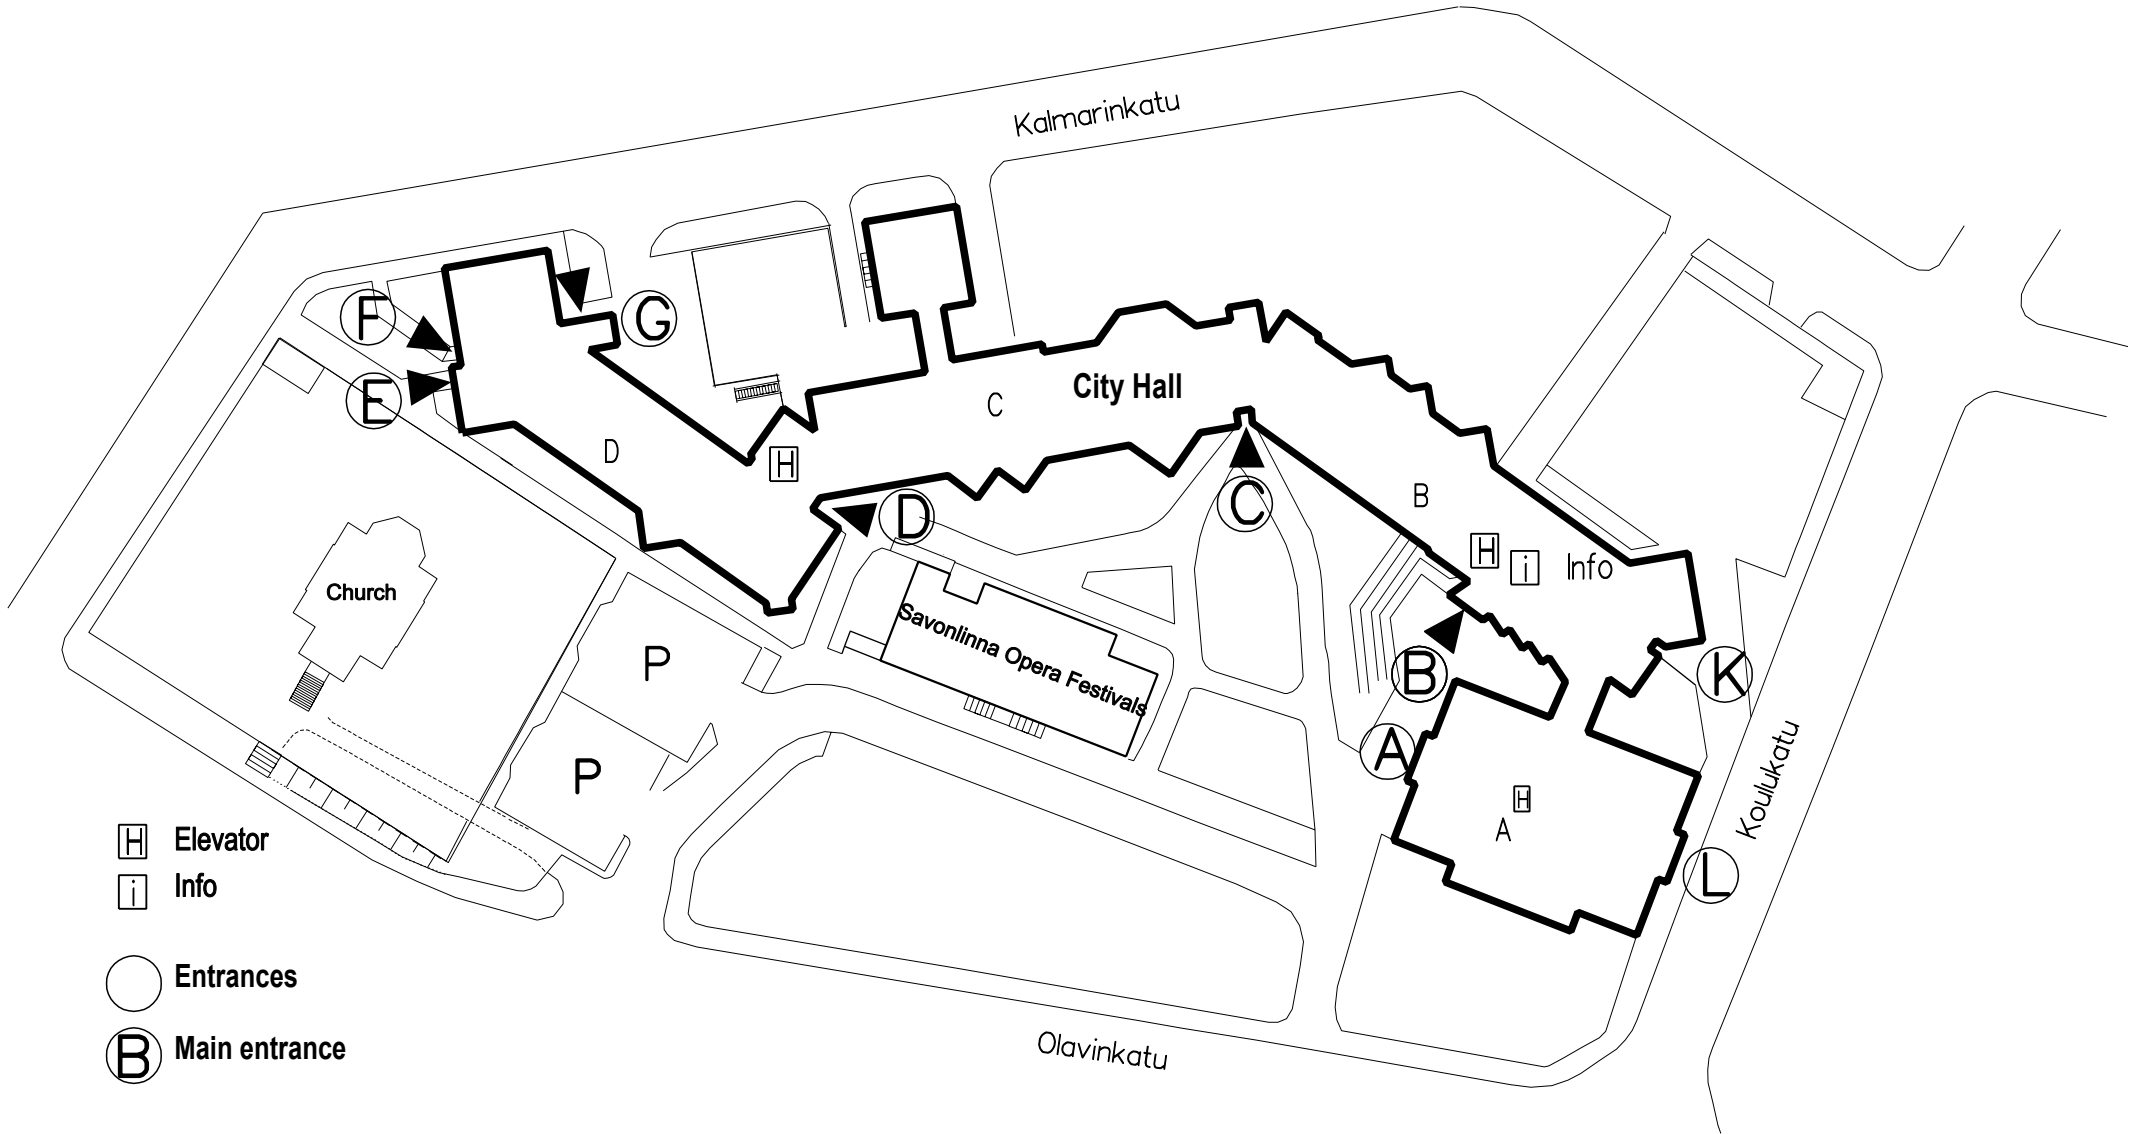 Kalmarinkatu
F
G
E
City Hall
C
D
H
B
D
C
H
i
Info
Church
Savonlinna Opera Festivals
P
B
K
A
P
Koulukatu
H
A
L
H
Elevator
i
Info
Entrances
B
Main entrance
Olavinkatu